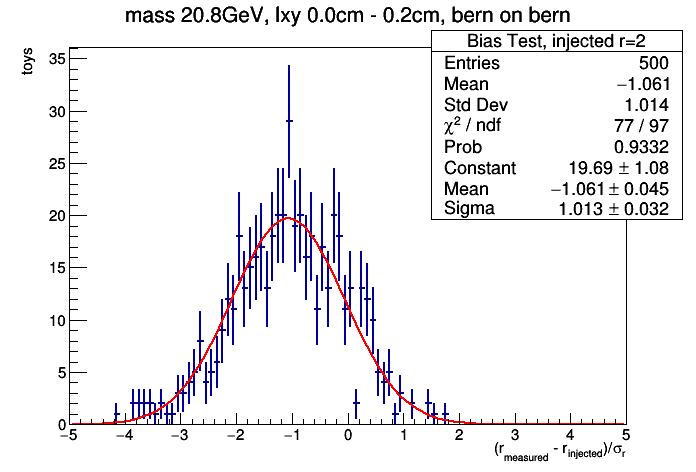 mass 20.8GeV, lxy 0.0cm - 0.2cm, bern on bern
Bias Test, injected r=2
Entries 500
Mean −1.061
Std Dev 1.014
χ² / ndf 77 / 97
Prob 0.9332
Constant 19.69 ± 1.08
Mean −1.061 ± 0.045
Sigma 1.013 ± 0.032
toys
35
30
25
20
15
10
5
0
−5 −4 −3 −2 −1 0 1 2 3 4 5
(r_measured - r_injected)/σ_r